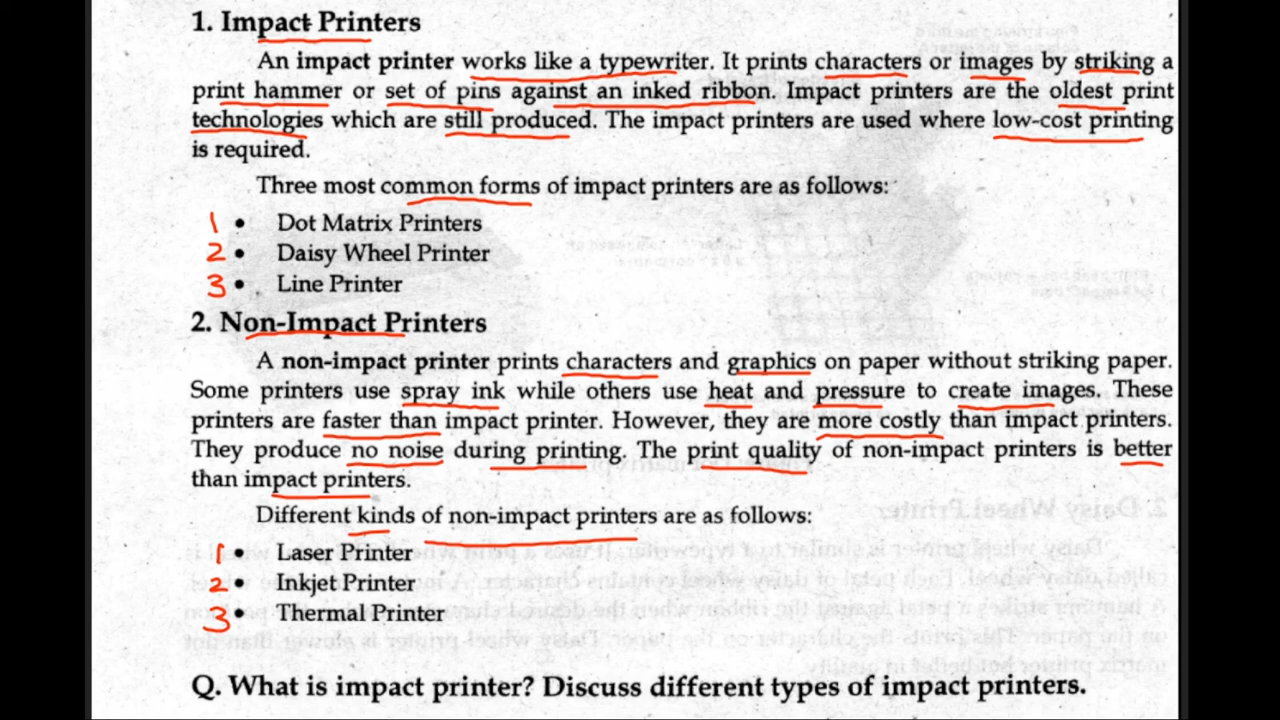 1. Impact Printers
An impact printer works like a typewriter. It prints characters or images by striking a
print hammer or set of pins against an inked ribbon. Impact printers are the oldest print
technologies which are still produced. The impact printers are used where low-cost printing
is required.
Three most common forms of impact printers are as follows:
1 • Dot Matrix Printers
2 • Daisy Wheel Printer
3 • Line Printer
2. Non-Impact Printers
A non-impact printer prints characters and graphics on paper without striking paper.
Some printers use spray ink while others use heat and pressure to create images. These
printers are faster than impact printer. However, they are more costly than impact printers.
They produce no noise during printing. The print quality of non-impact printers is better
than impact printers.
Different kinds of non-impact printers are as follows:
1 Laser Printer
2 Inkjet Printer
3 Thermal Printer
Q. What is impact printer? Discuss different types of impact printers.